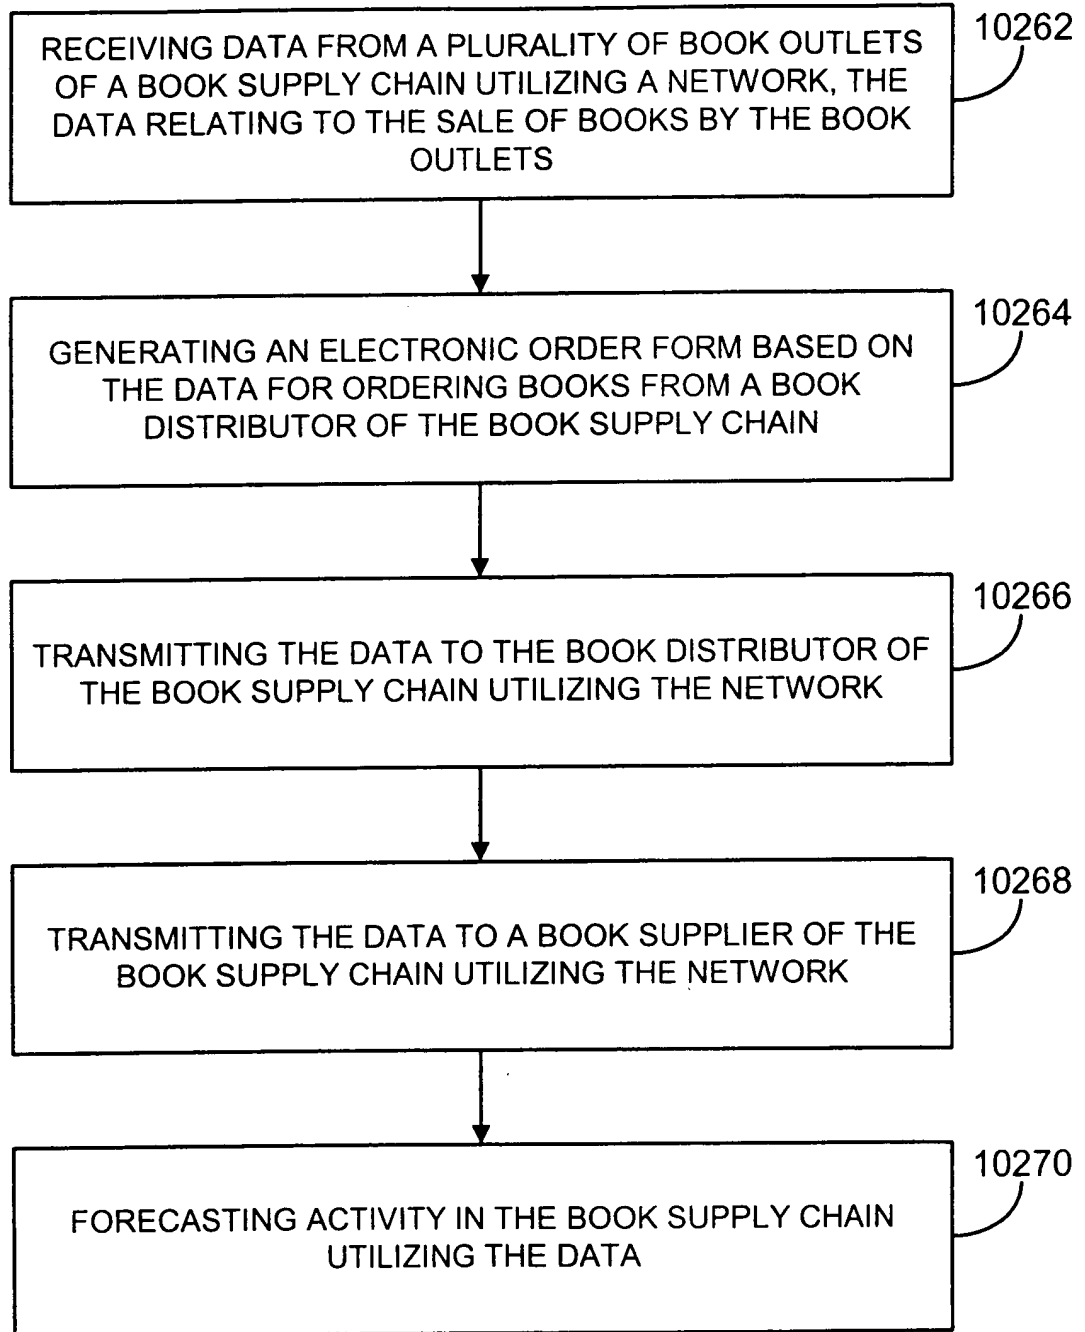 RECEIVING DATA FROM A PLURALITY OF BOOK OUTLETS
OF A BOOK SUPPLY CHAIN UTILIZING A NETWORK, THE
DATA RELATING TO THE SALE OF BOOKS BY THE BOOK
OUTLETS
10262
GENERATING AN ELECTRONIC ORDER FORM BASED ON
THE DATA FOR ORDERING BOOKS FROM A BOOK
DISTRIBUTOR OF THE BOOK SUPPLY CHAIN
10264
TRANSMITTING THE DATA TO THE BOOK DISTRIBUTOR OF
THE BOOK SUPPLY CHAIN UTILIZING THE NETWORK
10266
TRANSMITTING THE DATA TO A BOOK SUPPLIER OF THE
BOOK SUPPLY CHAIN UTILIZING THE NETWORK
10268
FORECASTING ACTIVITY IN THE BOOK SUPPLY CHAIN
UTILIZING THE DATA
10270